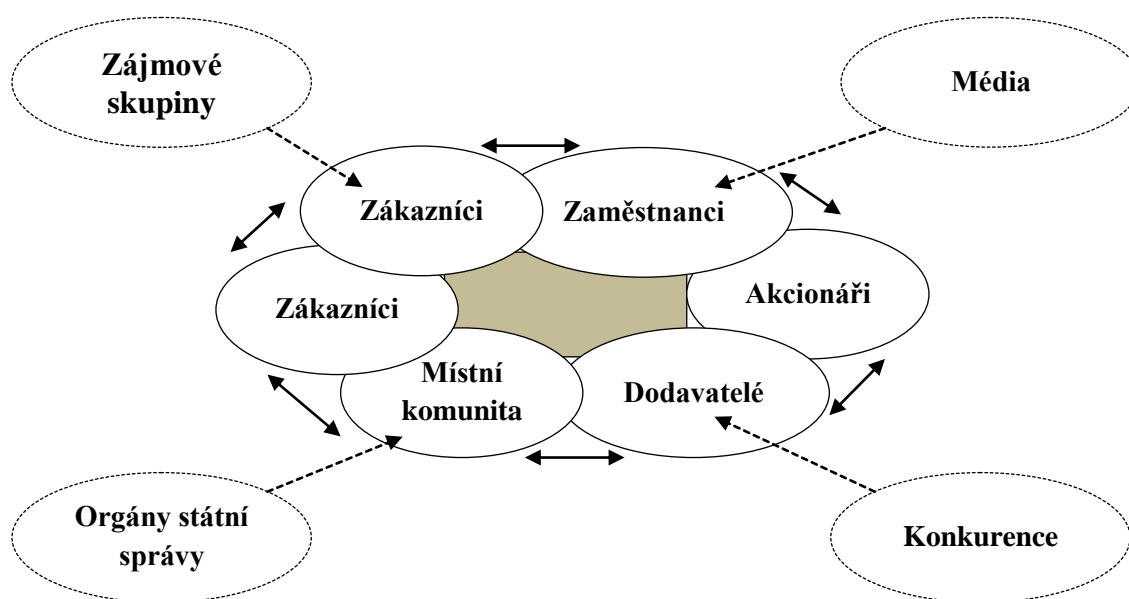 Zájmové
skupiny
Média
Zákazníci
Zaměstnanci
Zákazníci
Akcionáři
Místní
komunita
Dodavatelé
Orgány státní
správy
Konkurence